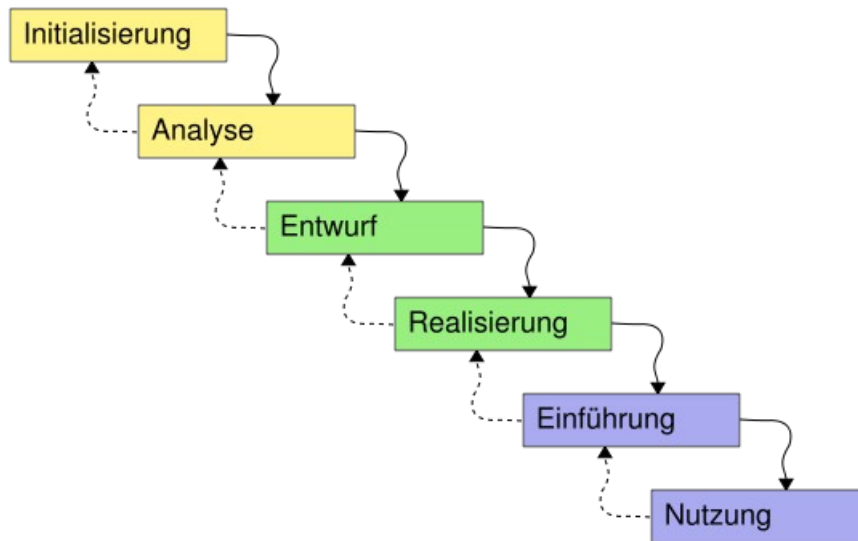 Initialisierung
Analyse
Entwurf
Realisierung
Einführung
Nutzung